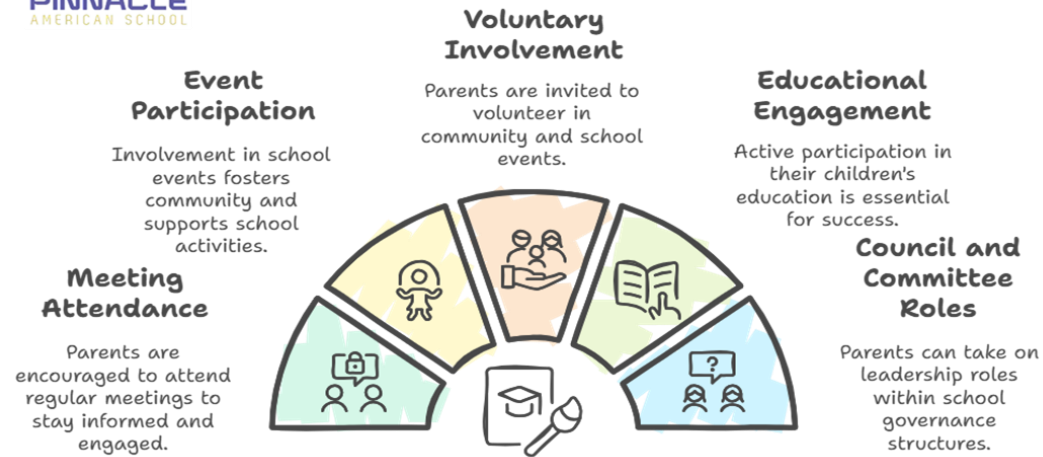 PINNACLE
AMERICAN SCHOOL
Meeting
Attendance
Parents are
encouraged to attend
regular meetings to
stay informed and
engaged.
Event
Participation
Involvement in school
events fosters
community and
supports school
activities.
Voluntary
Involvement
Parents are invited to
volunteer in
community and school
events.
Educational
Engagement
Active participation in
their children's
education is essential
for success.
Council and
Committee
Roles
Parents can take on
leadership roles
within school
governance
structures.
?